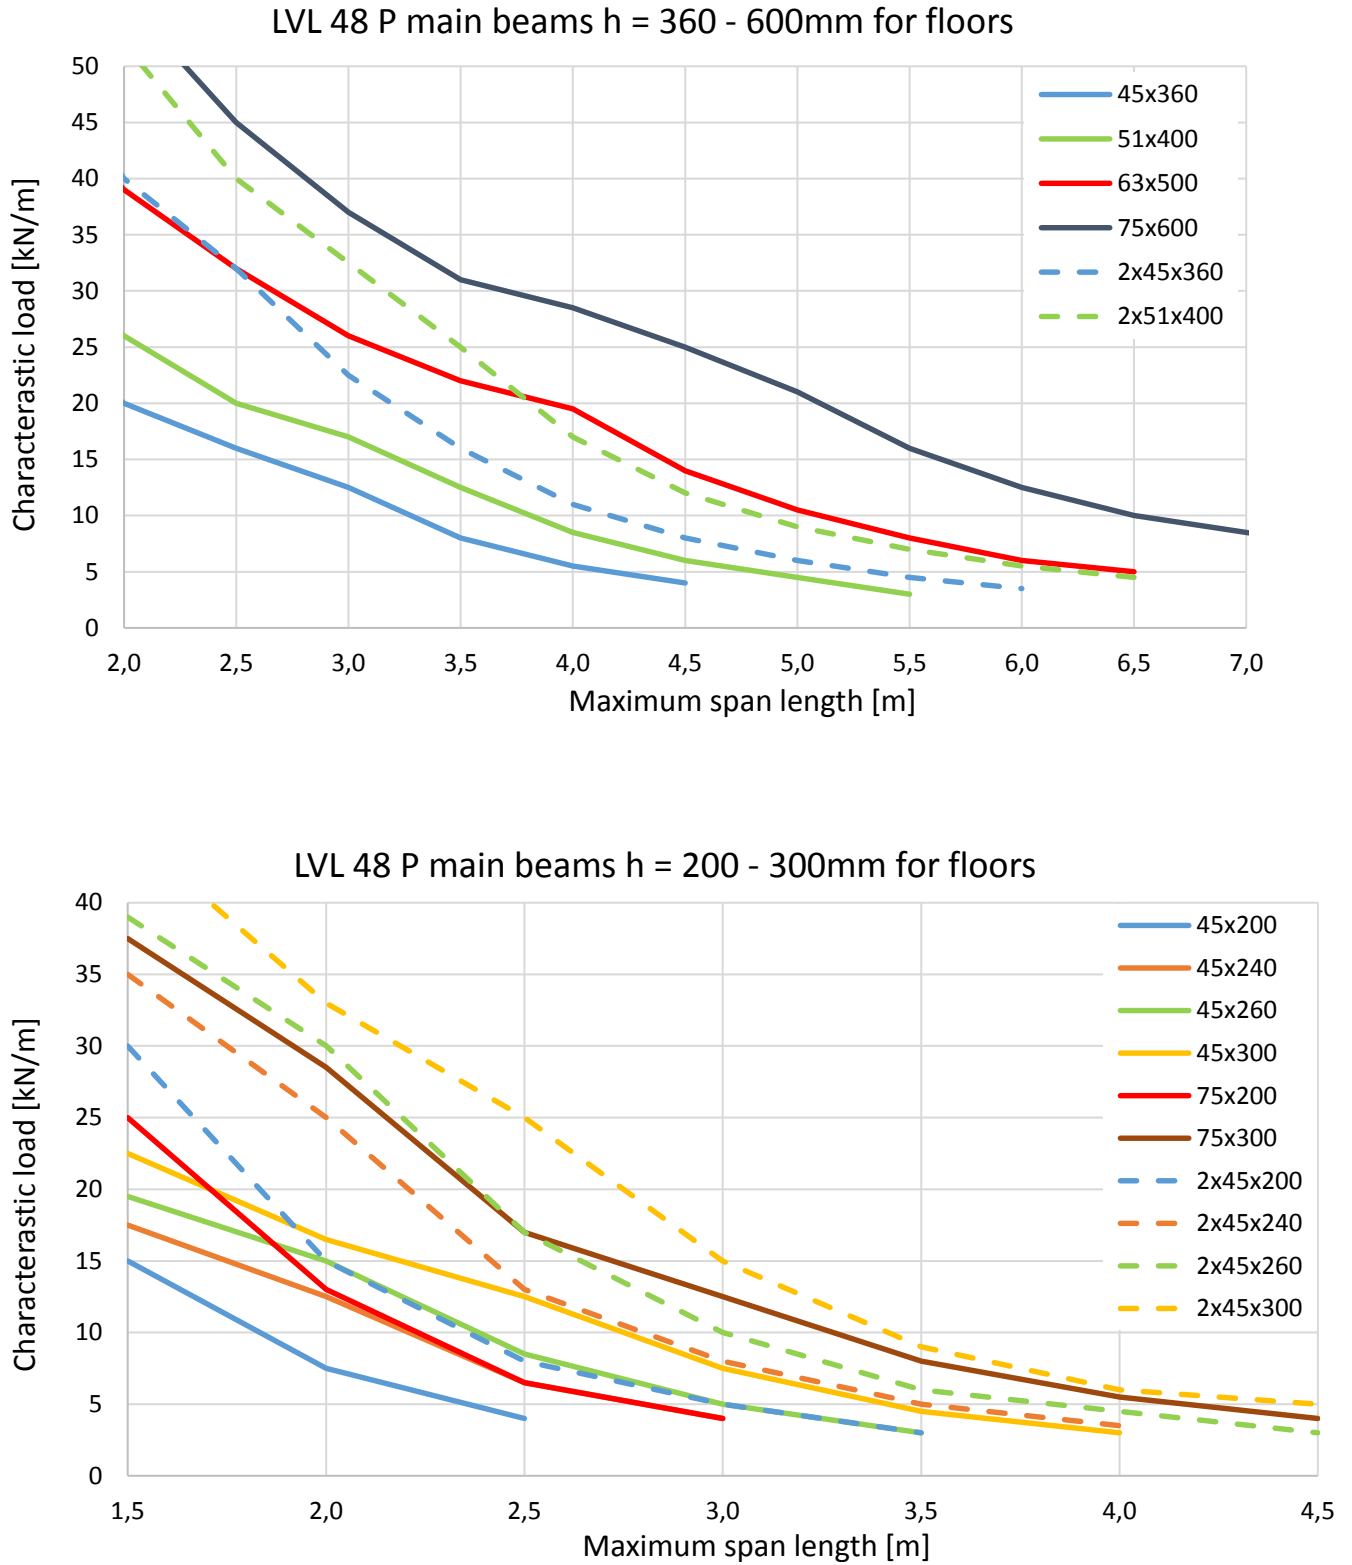 LVL 48 P main beams h = 360 - 600mm for floors
Characterastic load [kN/m]
50
45
40
35
30
25
20
15
10
5
0
45x360
51x400
63x500
75x600
2x45x360
2x51x400
2,0 2,5 3,0 3,5 4,0 4,5 5,0 5,5 6,0 6,5 7,0
Maximum span length [m]
LVL 48 P main beams h = 200 - 300mm for floors
Characterastic load [kN/m]
40
35
30
25
20
15
10
5
0
45x200
45x240
45x260
45x300
75x200
75x300
2x45x200
2x45x240
2x45x260
2x45x300
1,5 2,0 2,5 3,0 3,5 4,0 4,5
Maximum span length [m]